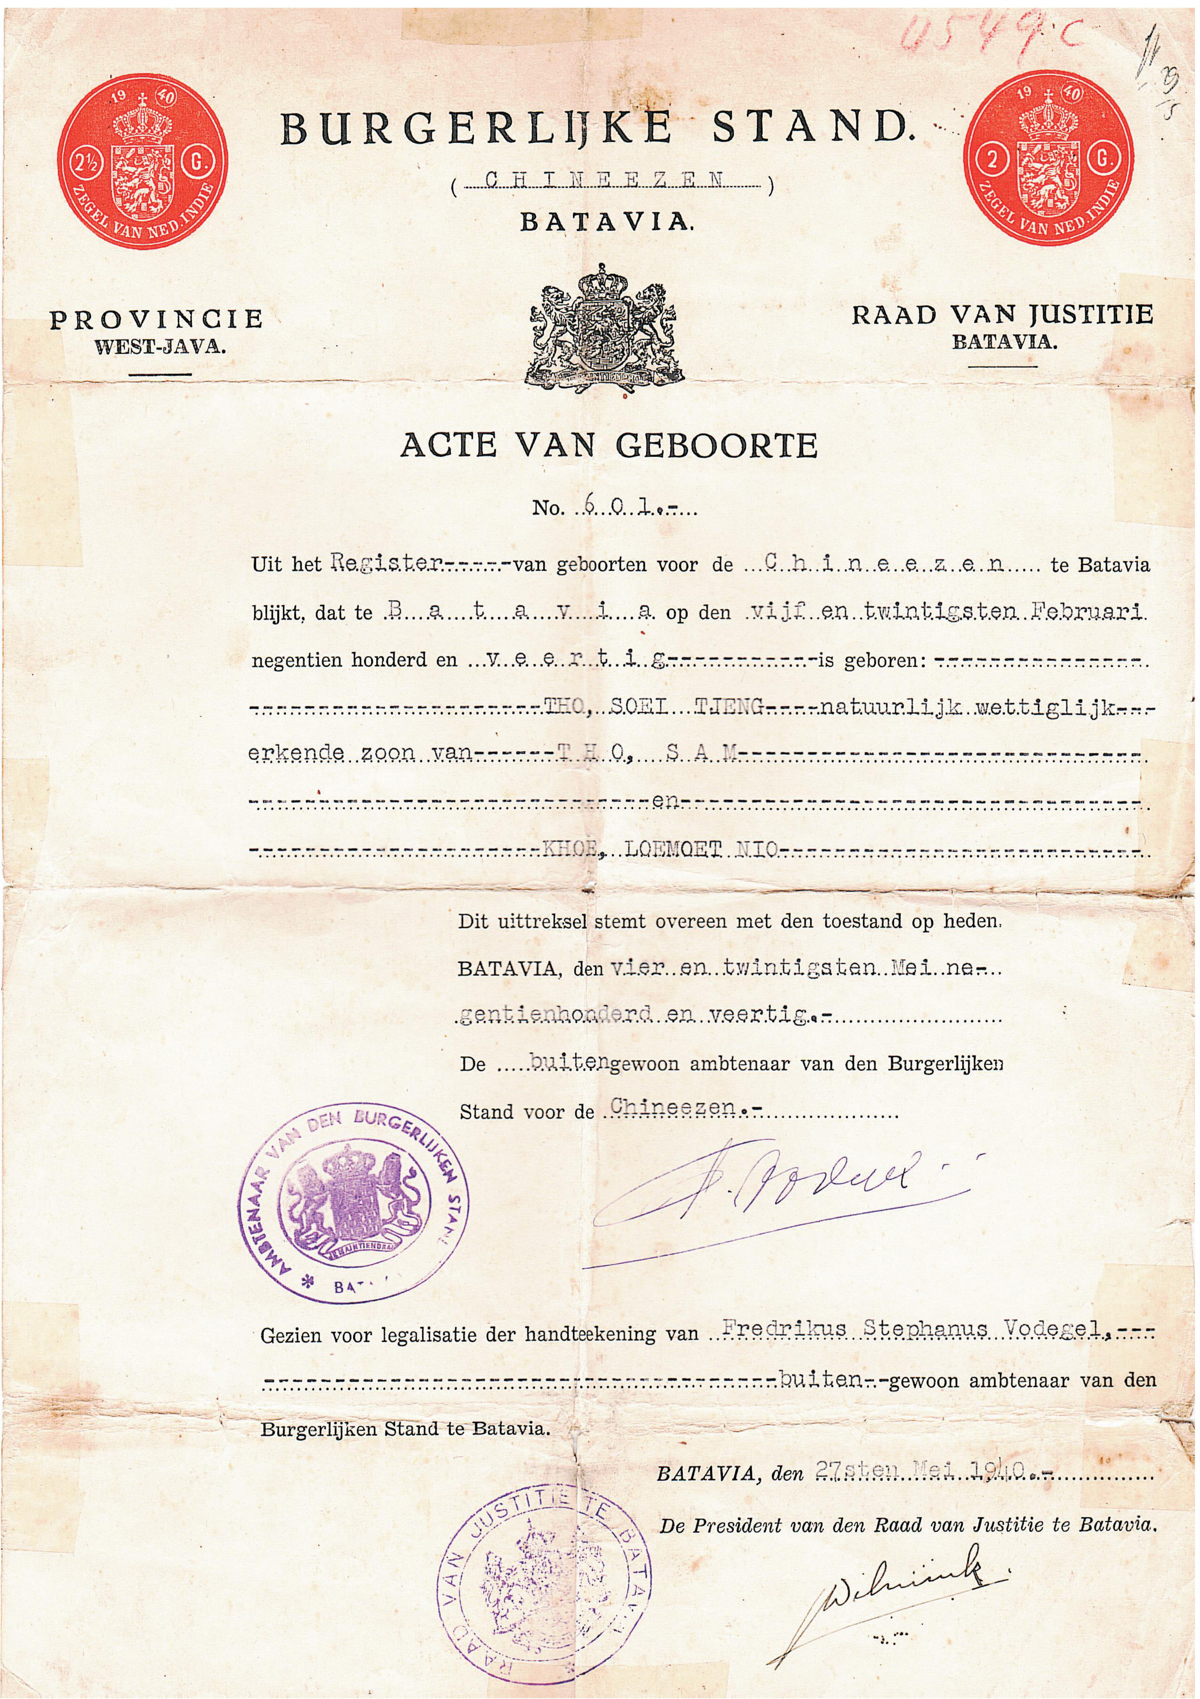 4549 c
19 40
2½ G.
ZEGEL VAN NED. INDIE
19 40
2 G.
ZEGEL VAN NED. INDIE
BURGERLIJKE STAND.
( CHINEEZEN )
BATAVIA.
PROVINCIE
WEST-JAVA.
RAAD VAN JUSTITIE
BATAVIA.
ACTE VAN GEBOORTE
No. 601.-
Uit het Register------van geboorten voor de Chineezen te Batavia
blijkt, dat te Batavia op den vijf en twintigsten Februari
negentien honderd en veertig------------is geboren: -----------------
------------------------THO, SOEI TJENG-----natuurlijk wettiglijk---
erkende zoon van-------THO, SAM---------------------------------
---------------------------------en--------------------------------------
------------------------KHOE, LOEMOET NIO------------------------------
Dit uittreksel stemt overeen met den toestand op heden.
BATAVIA, den vier en twintigsten Mei ne-
gentienhonderd en veertig.-
De buitengewoon ambtenaar van den Burgerlijken
Stand voor de Chineezen.-
AMBTENAAR VAN DEN BURGERLIJKEN STAND
* BATA
Gezien voor legalisatie der handteekening van Fredrikus Stephanus Vodegel,---
------------------------------------------buiten---gewoon ambtenaar van den
Burgerlijken Stand te Batavia.
BATAVIA, den 27sten Mei 1940.-
De President van den Raad van Justitie te Batavia.
RAAD VAN JUSTITIE TE BATAVIA *